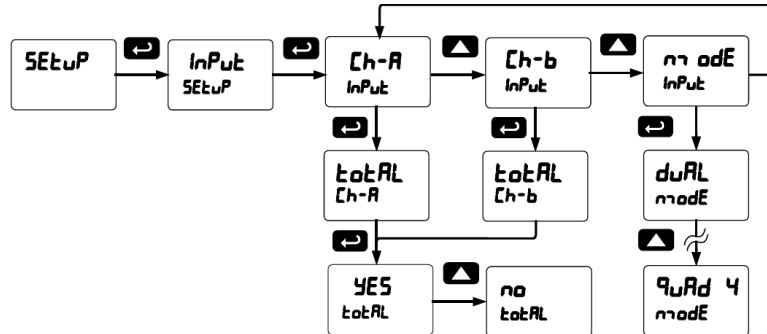 SEtuP
InPut
SEtuP
Ch-A
InPut
Ch-b
InPut
modE
InPut
totAL
Ch-A
totAL
Ch-b
duAL
modE
YES
totAL
no
totAL
quAd 4
modE